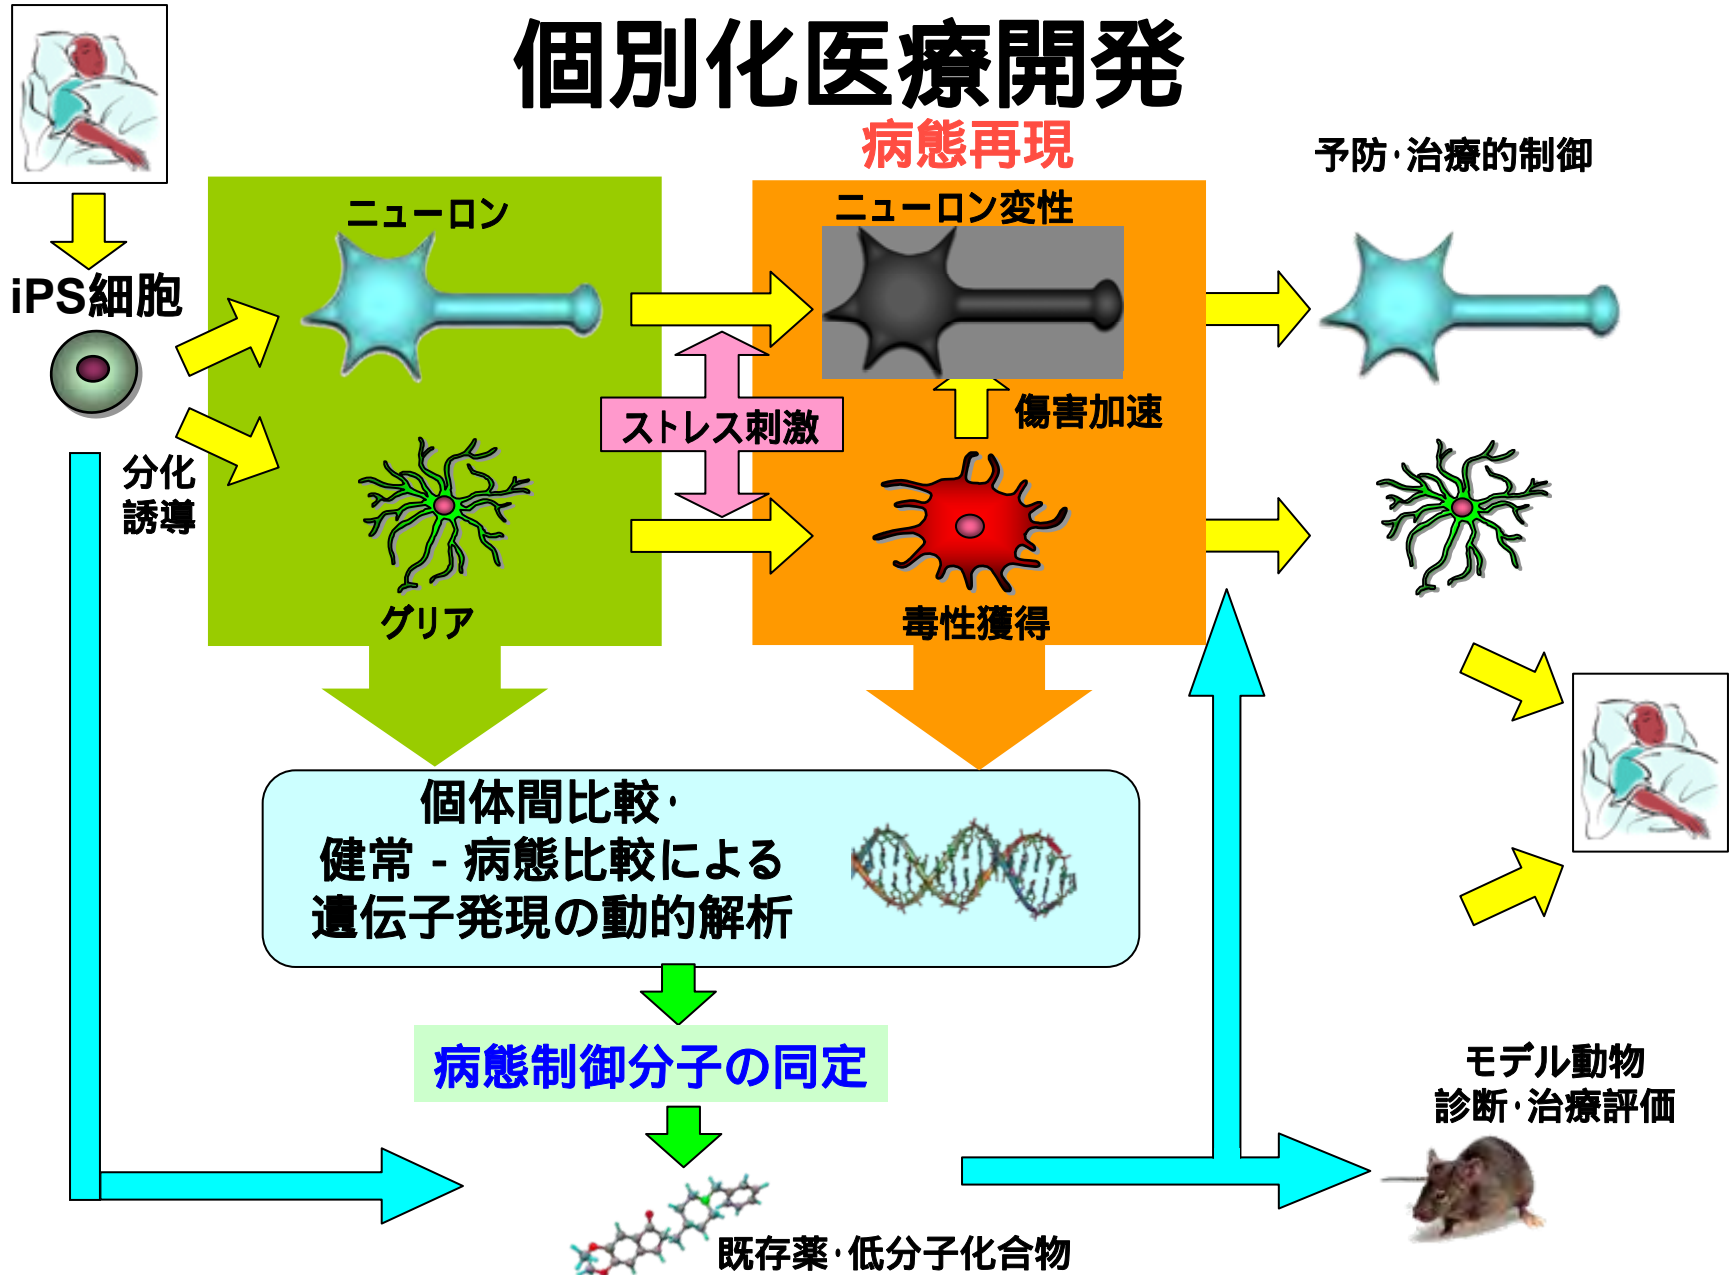 個別化医療開発
病態再現
予防・治療的制御
ニューロン
ニューロン変性
iPS細胞
ストレス刺激
傷害加速
分化
誘導
グリア
毒性獲得
個体間比較・
健常－病態比較による
遺伝子発現の動的解析
病態制御分子の同定
モデル動物
診断・治療評価
既存薬・低分子化合物